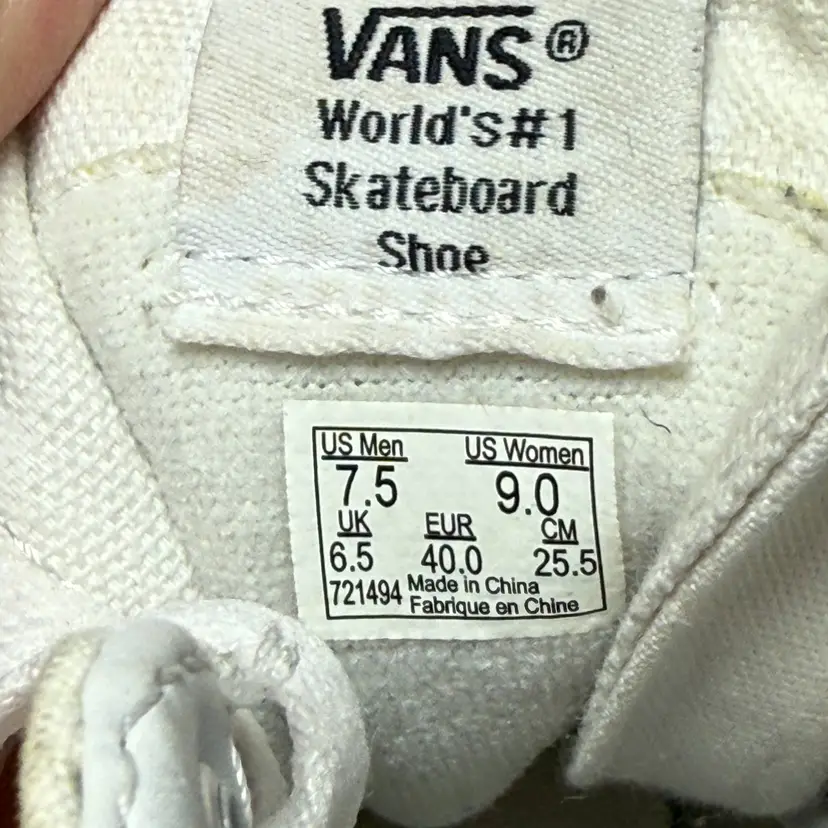 VANS®
World's#1
Skateboard
Shoe
US Men US Women
7.5 9.0
UK EUR CM
6.5 40.0 25.5
721494 Made in China
Fabrique en Chine